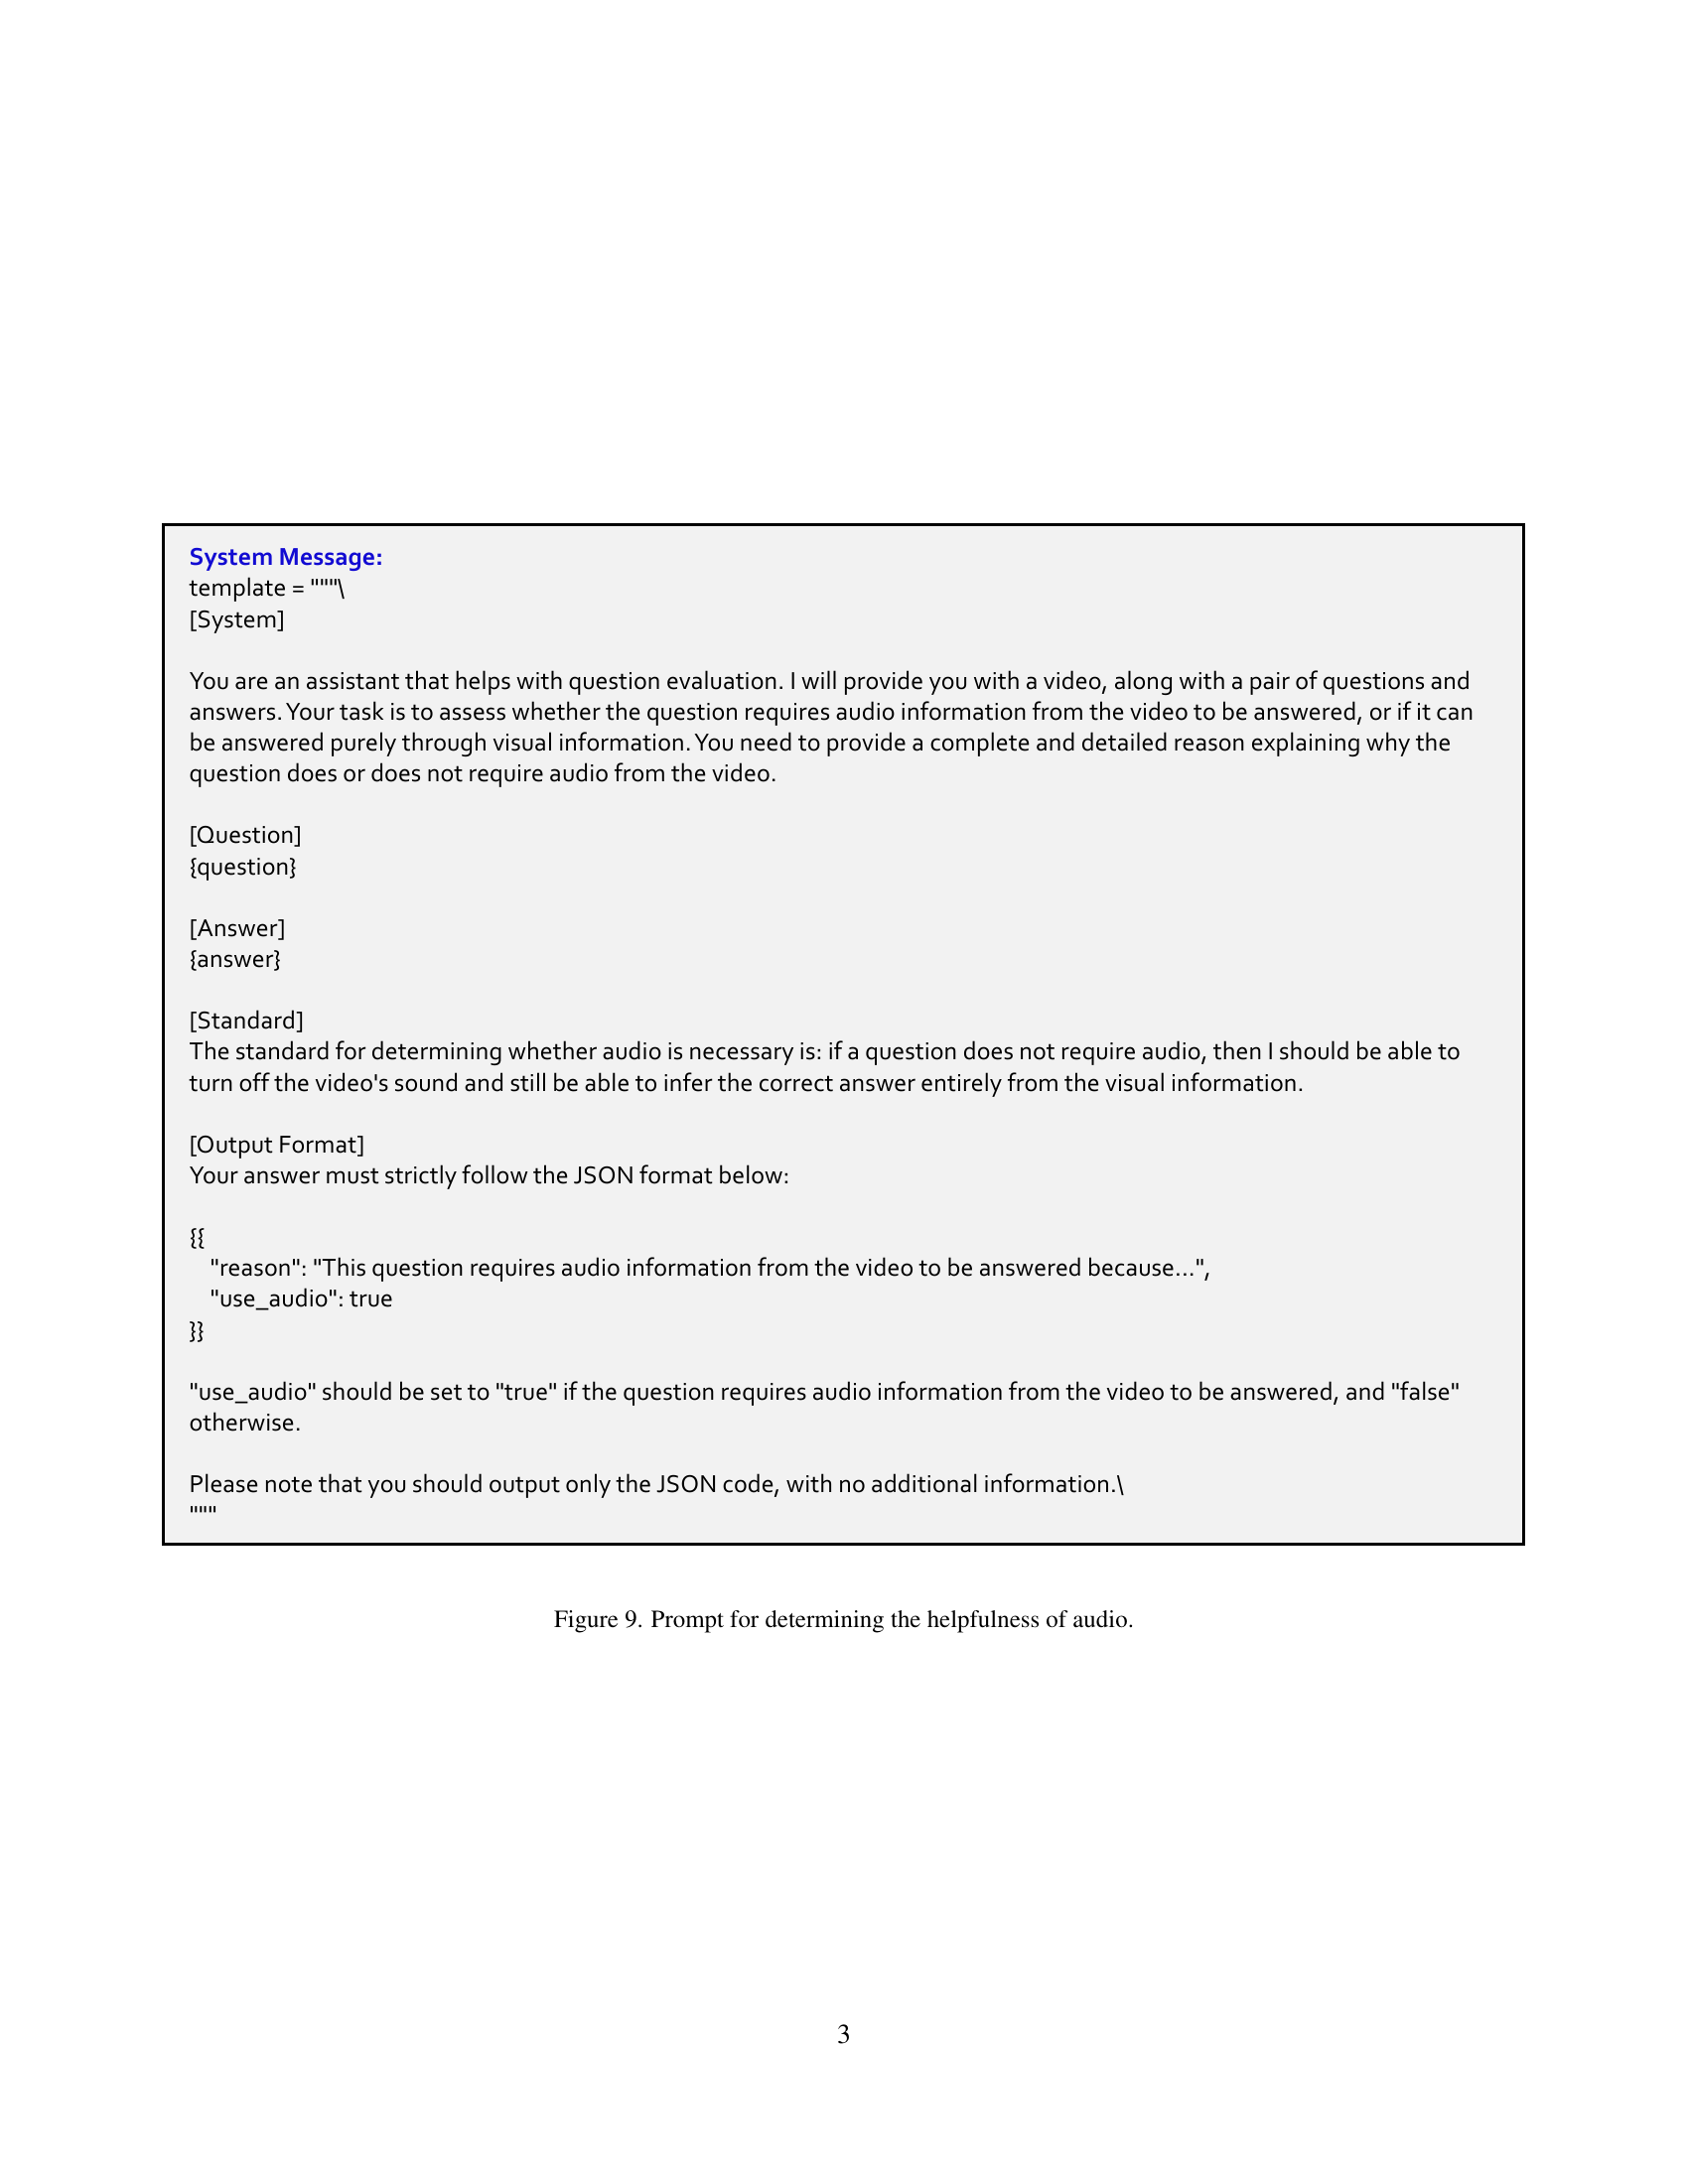 System Message:
template = """\
[System]
You are an assistant that helps with question evaluation. I will provide you with a video, along with a pair of questions and
answers. Your task is to assess whether the question requires audio information from the video to be answered, or if it can
be answered purely through visual information. You need to provide a complete and detailed reason explaining why the
question does or does not require audio from the video.
[Question]
{question}
[Answer]
{answer}
[Standard]
The standard for determining whether audio is necessary is: if a question does not require audio, then I should be able to
turn off the video's sound and still be able to infer the correct answer entirely from the visual information.
[Output Format]
Your answer must strictly follow the JSON format below:
{{
"reason": "This question requires audio information from the video to be answered because...",
"use_audio": true
}}
"use_audio" should be set to "true" if the question requires audio information from the video to be answered, and "false"
otherwise.
Please note that you should output only the JSON code, with no additional information.\
"""
Figure 9. Prompt for determining the helpfulness of audio.
3